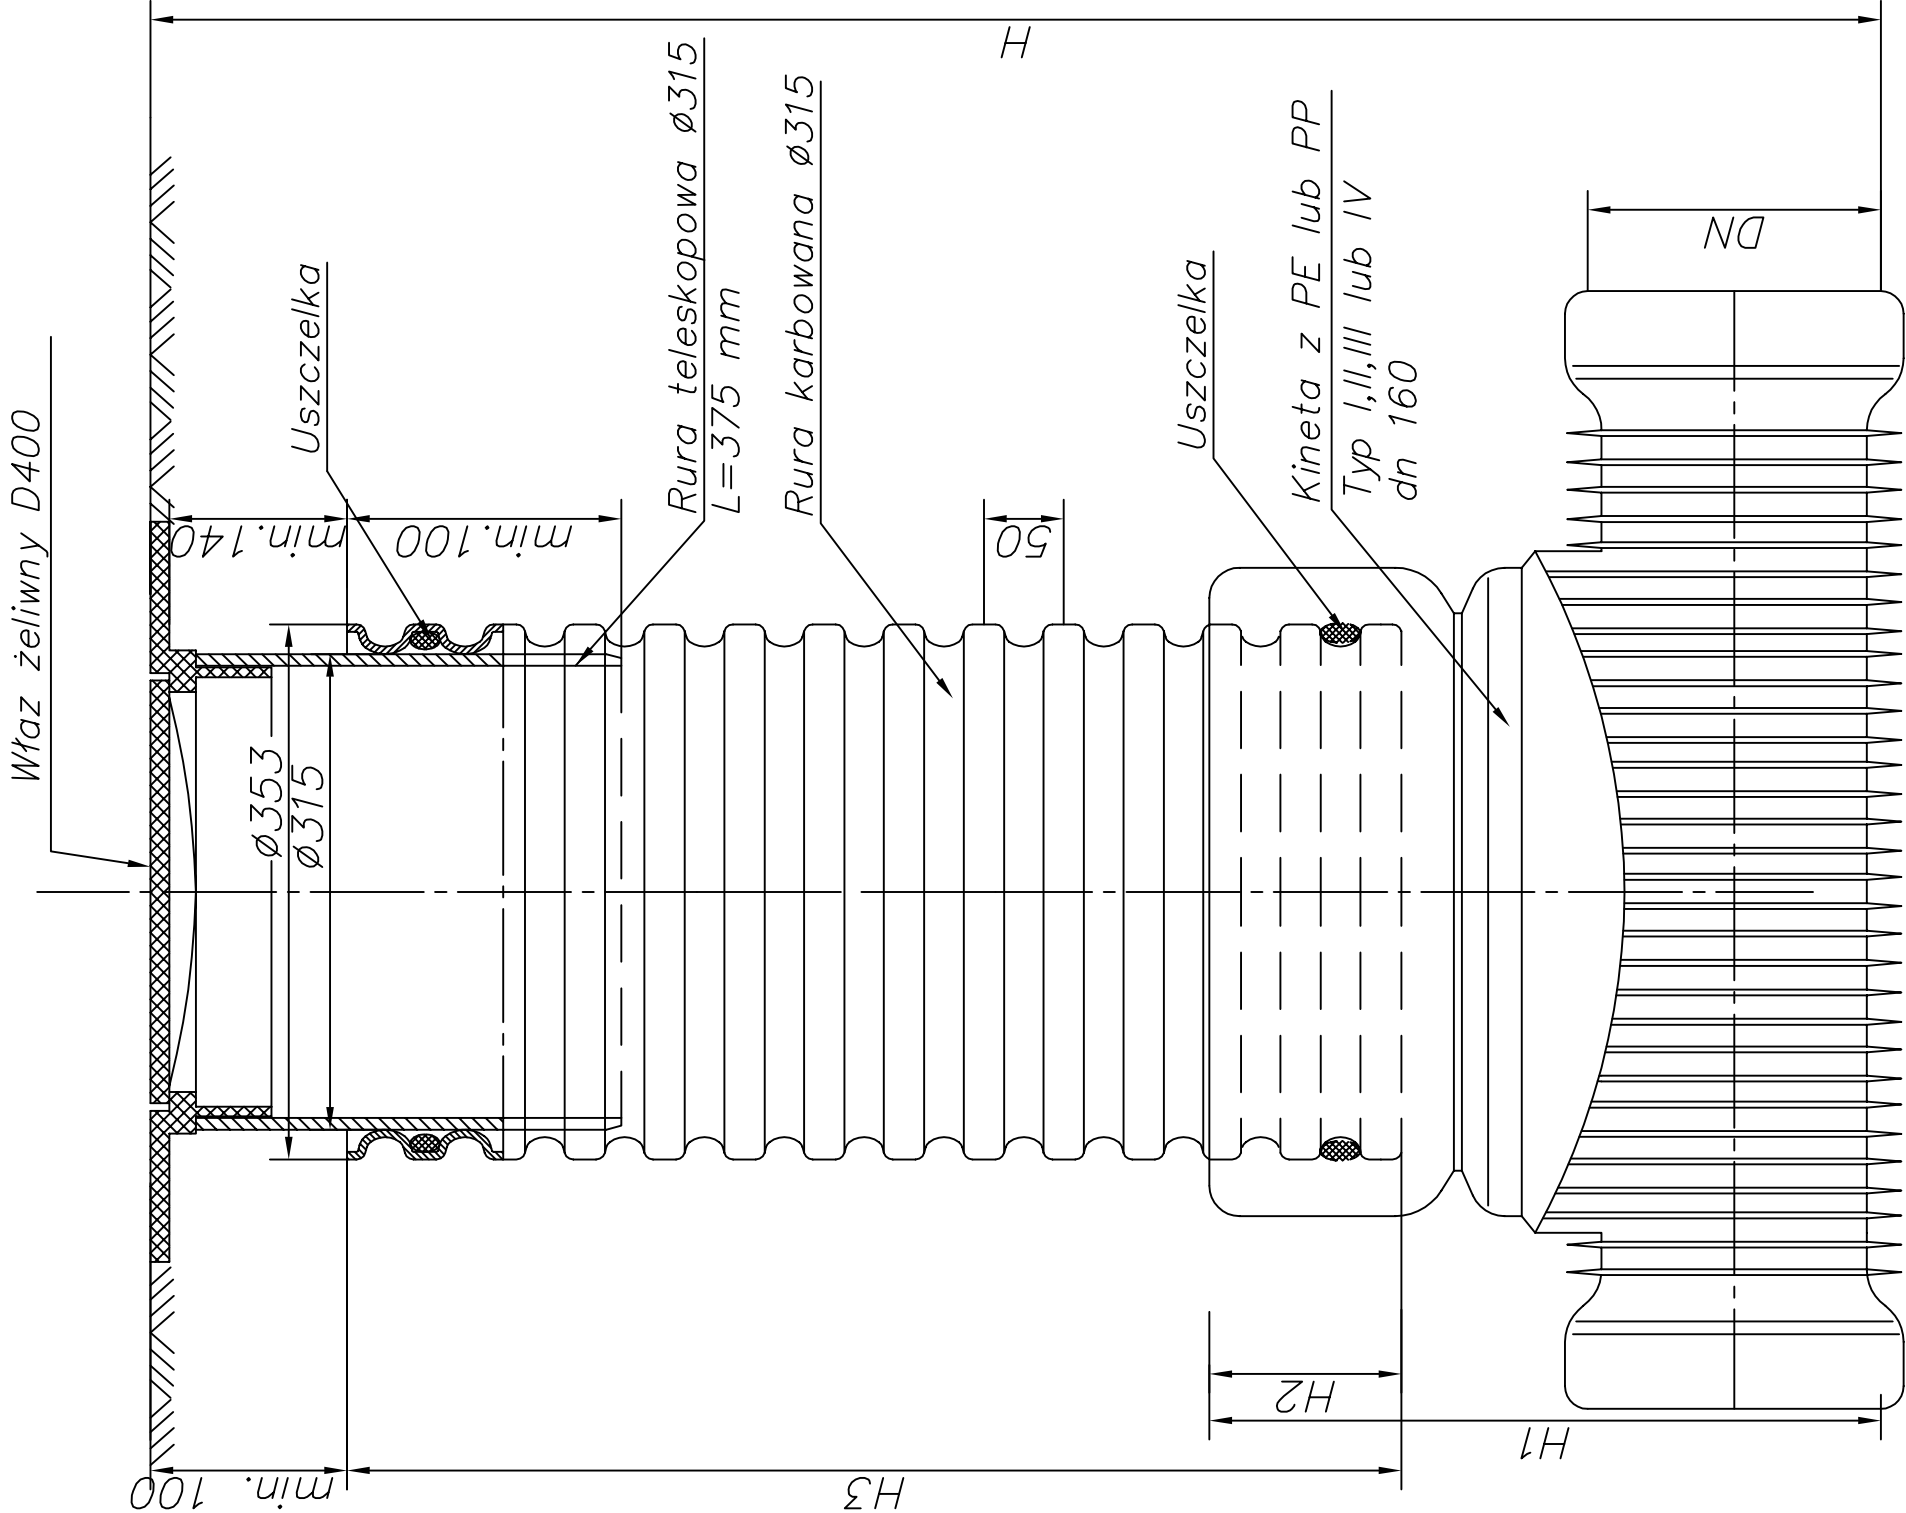 Właz żeliwny D400
Uszczelka
Rura teleskopowa ø315
L=375 mm
Rura karbowana ø315
Uszczelka
Kineta z PE lub PP
Typ I,II,III lub IV
dn 160
H
DN
min.140
min.100
50
ø353
ø315
H2
H1
H3
min. 100